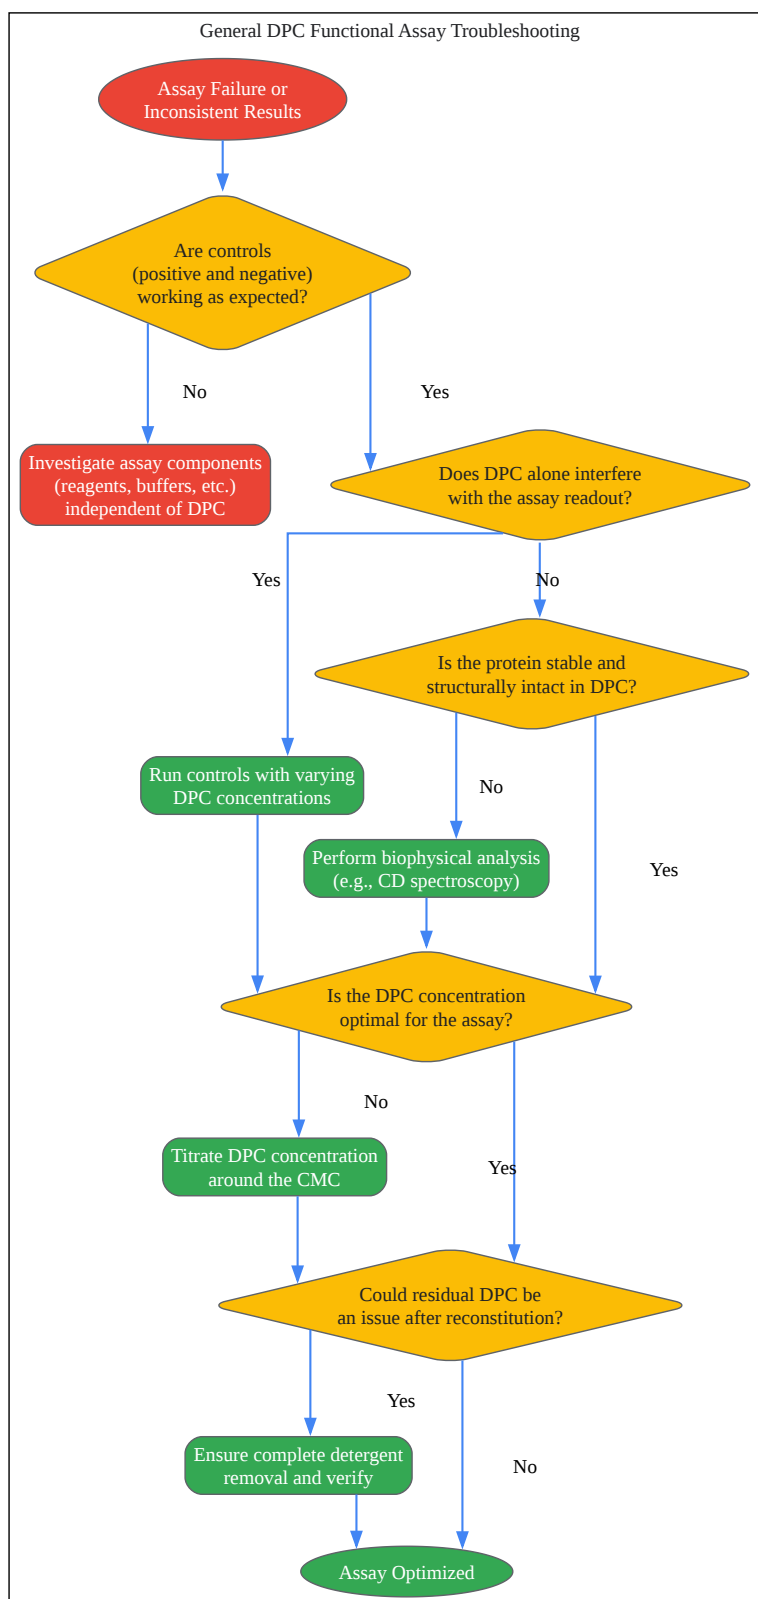 General DPC Functional Assay Troubleshooting
Assay Failure or
Inconsistent Results
Are controls
(positive and negative)
working as expected?
No
Yes
Investigate assay components
(reagents, buffers, etc.)
independent of DPC
Does DPC alone interfere
with the assay readout?
Yes
No
Is the protein stable and
structurally intact in DPC?
Run controls with varying
DPC concentrations
No
Perform biophysical analysis
(e.g., CD spectroscopy)
Yes
Is the DPC concentration
optimal for the assay?
No
Titrate DPC concentration
around the CMC
Yes
Could residual DPC be
an issue after reconstitution?
Yes
Ensure complete detergent
removal and verify
No
Assay Optimized